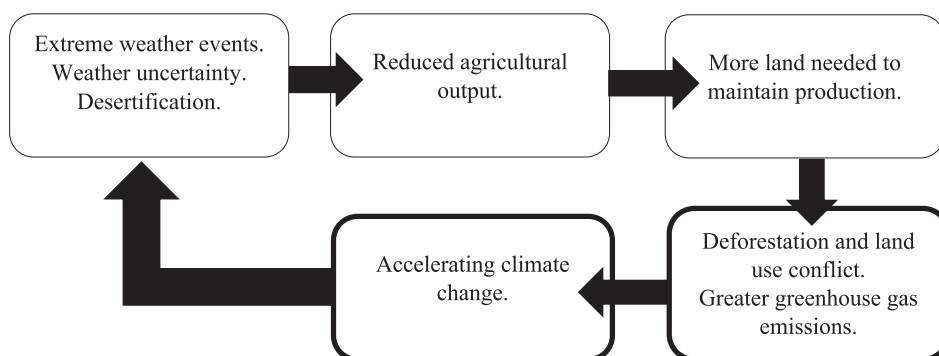 Extreme weather events.
Weather uncertainty.
Desertification.
Reduced agricultural
output.
More land needed to
maintain production.
Deforestation and land
use conflict.
Greater greenhouse gas
emissions.
Accelerating climate
change.